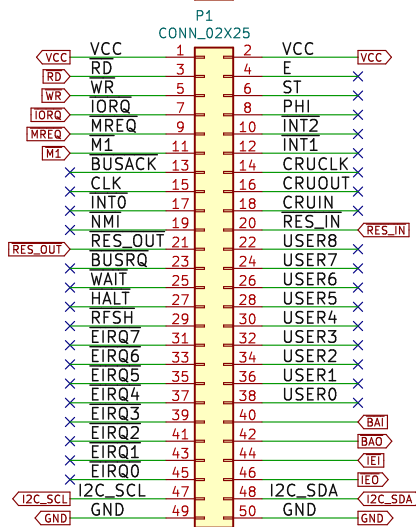 P1
CONN_02X25
VCC VCC 1 2 VCC VCC
RD RD 3 4 E
WR WR 5 6 ST
IORQ IORQ 7 8 PHI
MREQ MREQ 9 10 INT2
M1 M1 11 12 INT1
BUSACK 13 14 CRUCLK
CLK 15 16 CRUOUT
INT0 17 18 CRUIN
NMI 19 20 RES_IN RES_IN
RES_OUT RES_OUT 21 22 USER8
BUSRQ 23 24 USER7
WAIT 25 26 USER6
HALT 27 28 USER5
RFSH 29 30 USER4
EIRQ7 31 32 USER3
EIRQ6 33 34 USER2
EIRQ5 35 36 USER1
EIRQ4 37 38 USER0
EIRQ3 39 40 BAI
EIRQ2 41 42 BAO
EIRQ1 43 44 IEI
EIRQ0 45 46 IEO
I2C_SCL I2C_SCL 47 48 I2C_SDA I2C_SDA
GND GND 49 50 GND GND